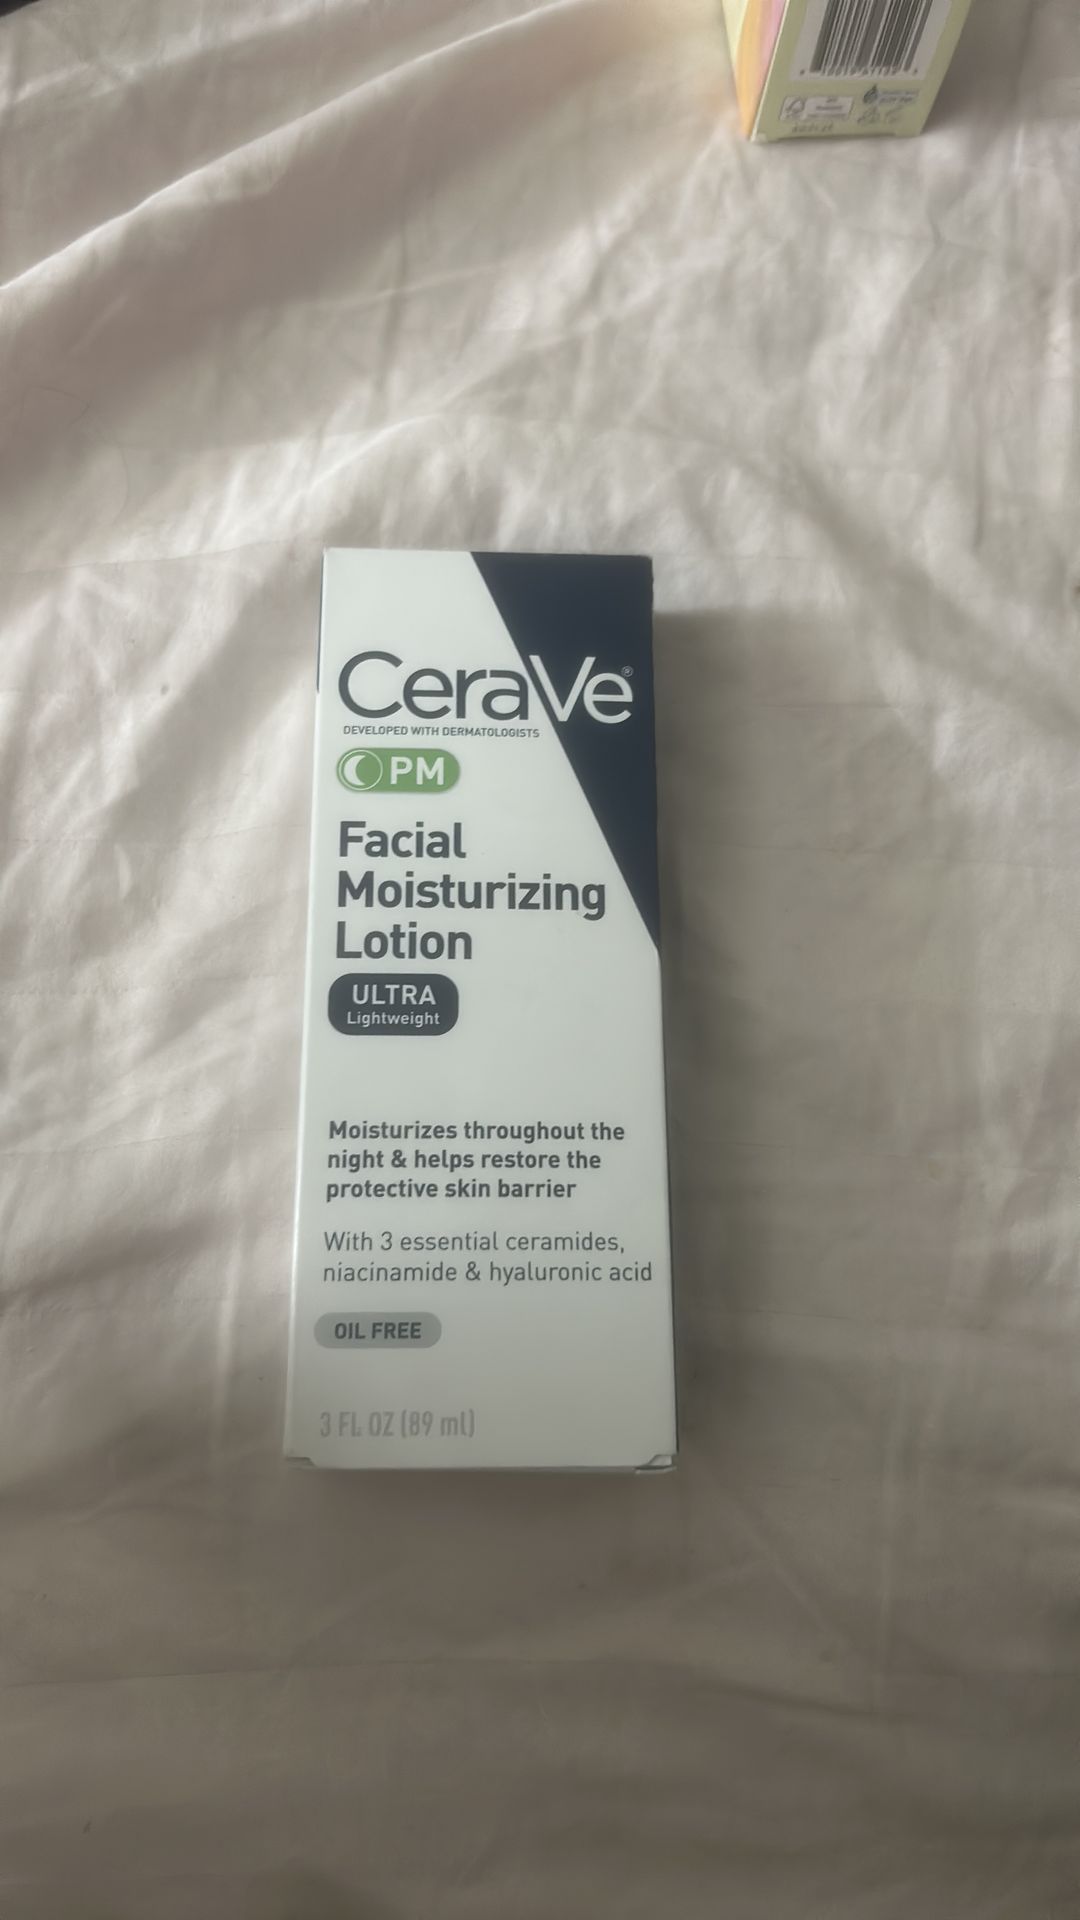 CeraVe®
DEVELOPED WITH DERMATOLOGISTS
PM
Facial
Moisturizing
Lotion
ULTRA
Lightweight
Moisturizes throughout the
night & helps restore the
protective skin barrier
With 3 essential ceramides,
niacinamide & hyaluronic acid
OIL FREE
3 FL OZ (89 ml)